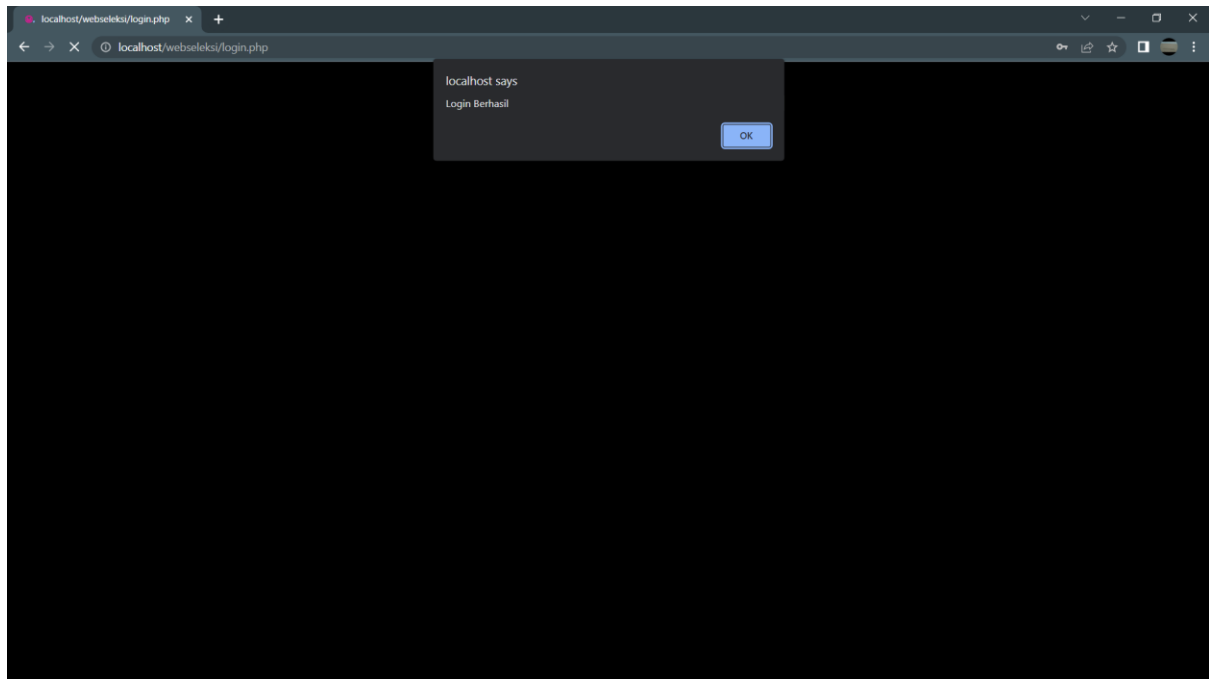 localhost/webseleksi/login.php
localhost/webseleksi/login.php
localhost says
Login Berhasil
OK